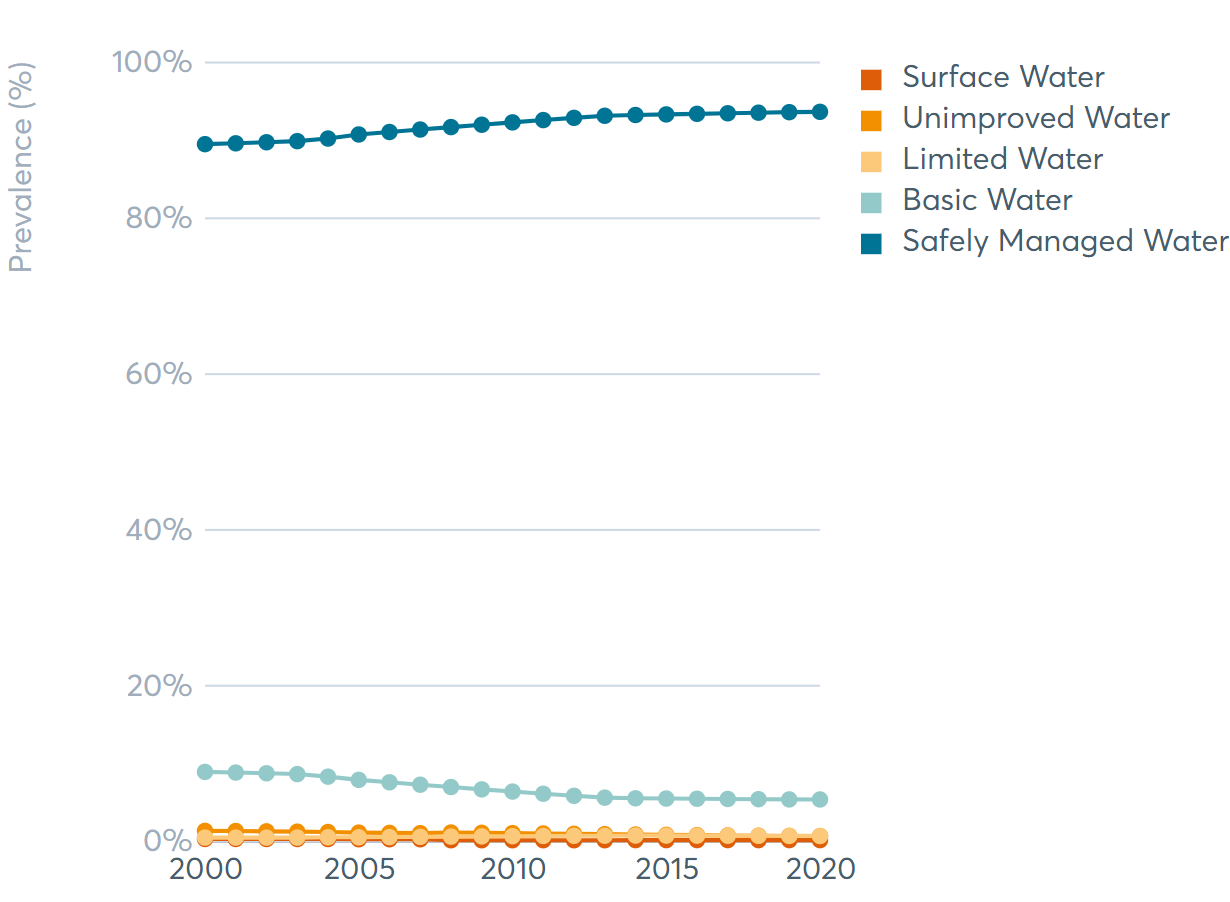 Prevalence (%)
100%
80%
60%
40%
20%
0%
2000 2005 2010 2015 2020
Surface Water
Unimproved Water
Limited Water
Basic Water
Safely Managed Water